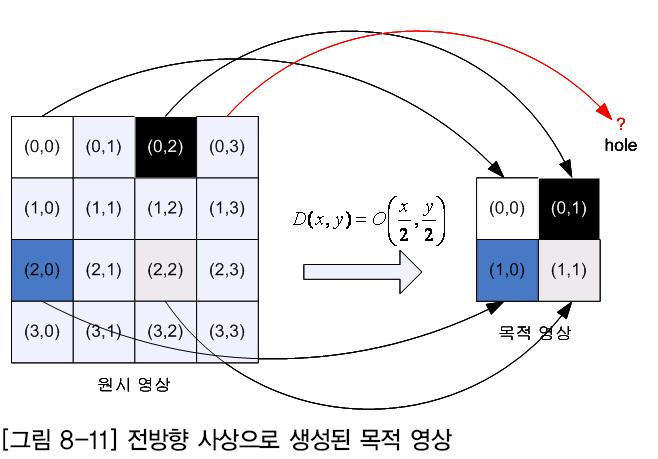 ?
hole
(0,0) (0,1) (0,2) (0,3)
(1,0) (1,1) (1,2) (1,3)
(2,0) (2,1) (2,2) (2,3)
(3,0) (3,1) (3,2) (3,3)
원시 영상
D(x, y) = O(x/2, y/2)
(0,0) (0,1)
(1,0) (1,1)
목적 영상
[그림 8-11] 전방향 사상으로 생성된 목적 영상